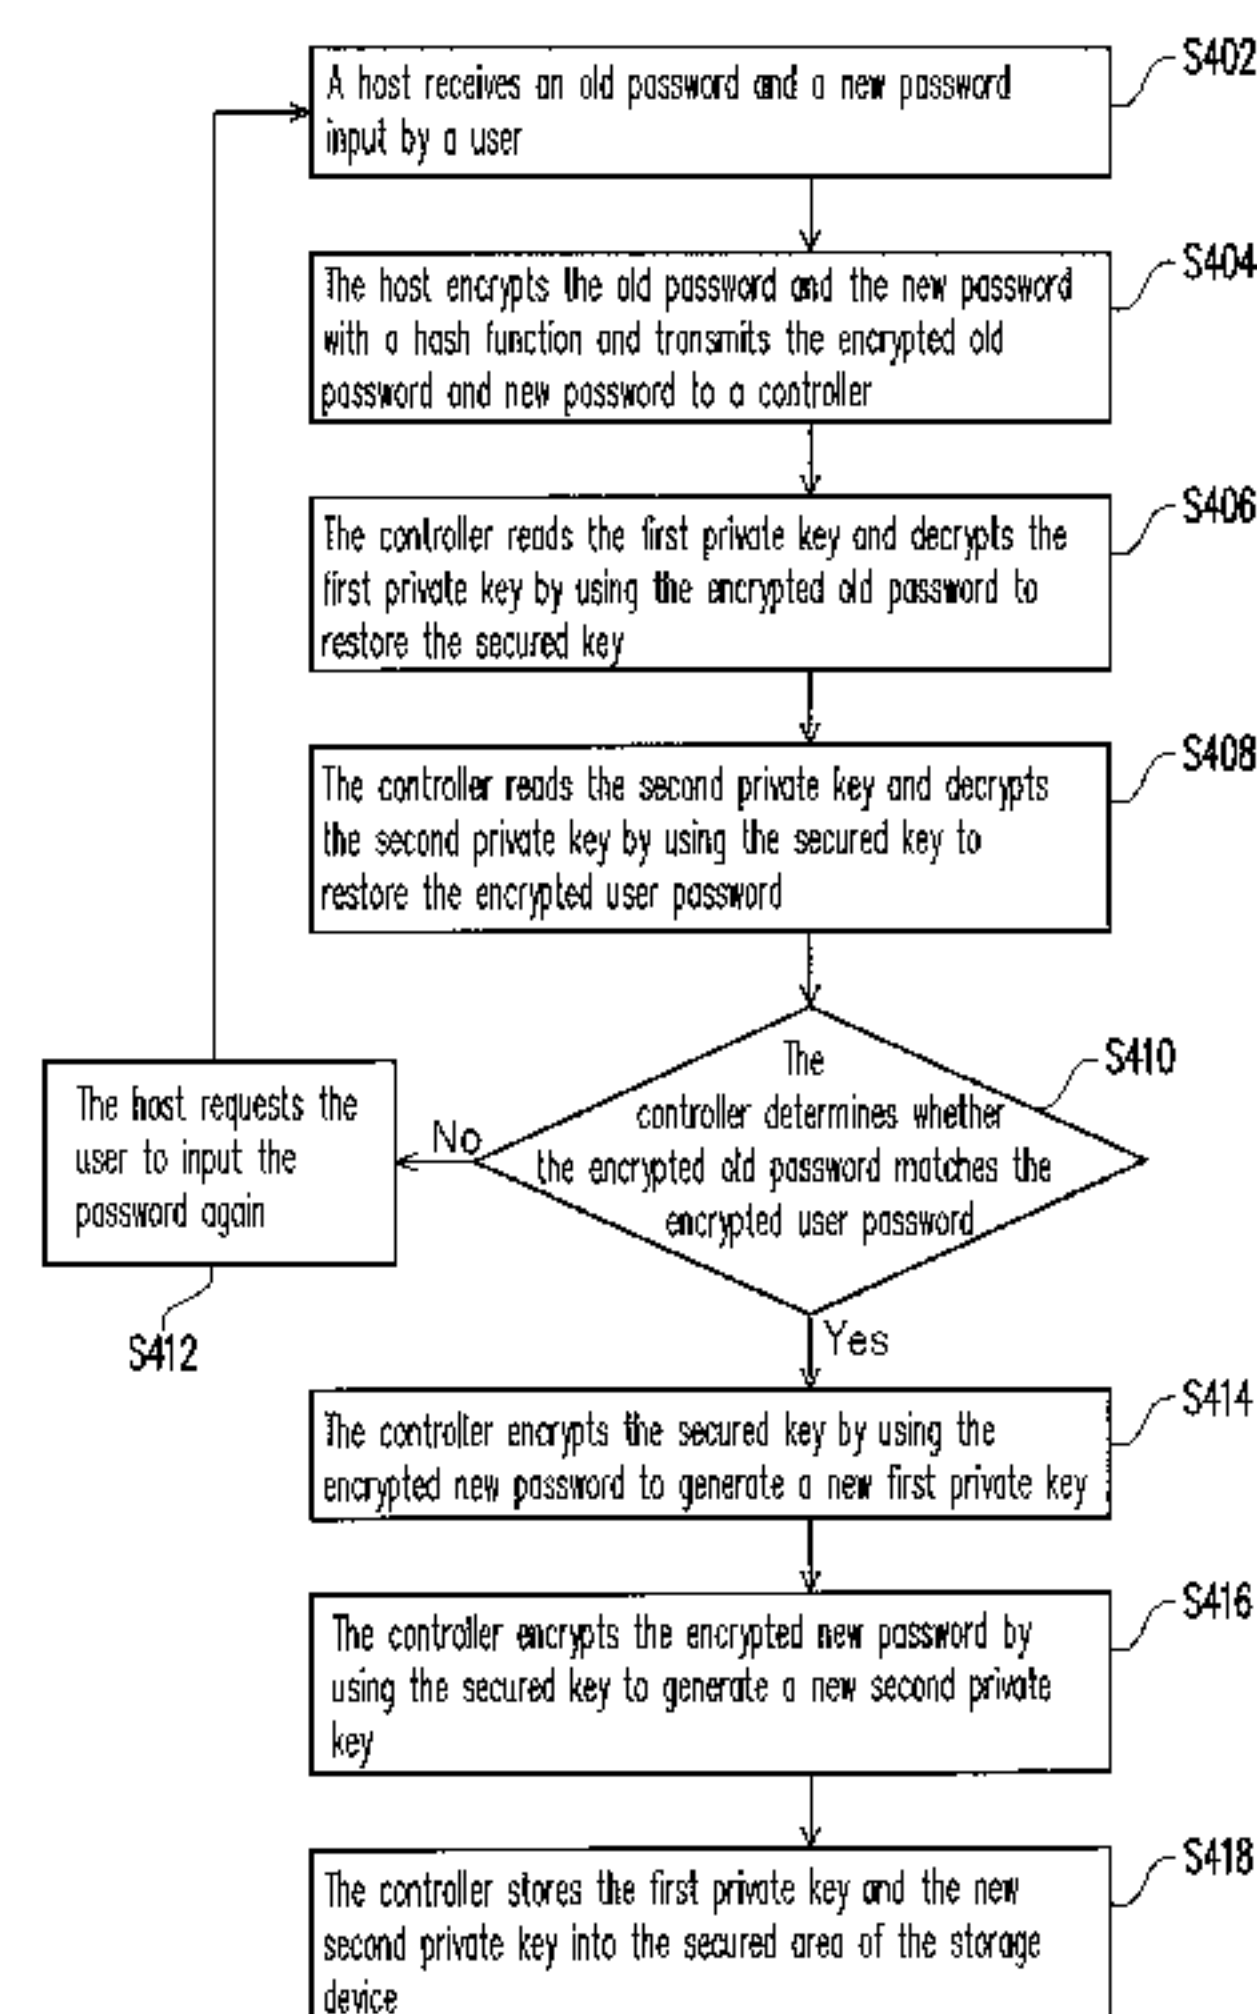 S402
A host receives an old password and a new password
input by a user
S404
The host encrypts the old password and the new password
with a hash function and transmits the encrypted old
password and new password to a controller
S406
The controller reads the first private key and decrypts the
first private key by using the encrypted old password to
restore the secured key
S408
The controller reads the second private key and decrypts
the second private key by using the secured key to
restore the encrypted user password
S410
The
controller determines whether
the encrypted old password matches the
encrypted user password
No
The host requests the
user to input the
password again
S412
Yes
S414
The controller encrypts the secured key by using the
encrypted new password to generate a new first private key
S416
The controller encrypts the encrypted new password by
using the secured key to generate a new second private
key
S418
The controller stores the first private key and the new
second private key into the secured area of the storage
device